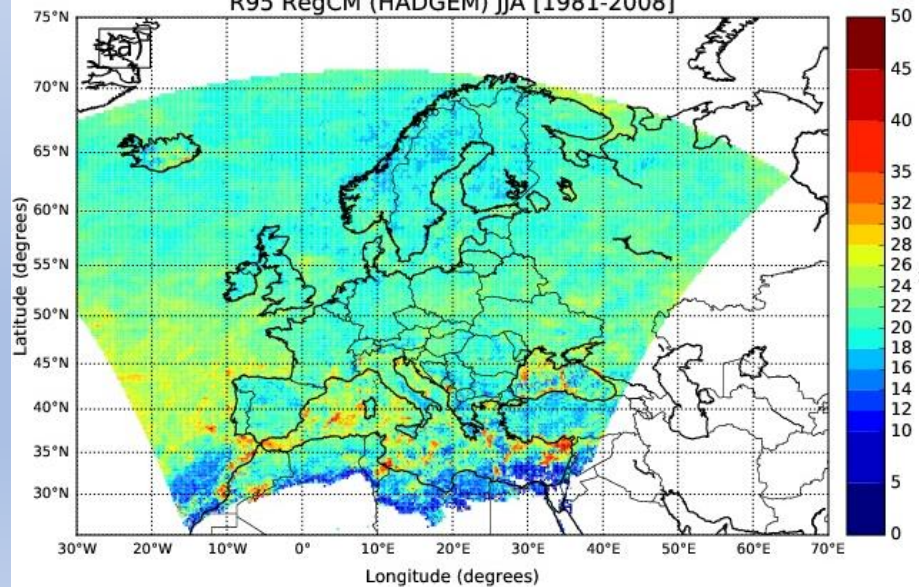 R95 RegCM (HADGEM) JJA [1981-2008]
a)
75°N
70°N
65°N
60°N
55°N
50°N
45°N
40°N
35°N
30°N
Latitude (degrees)
30°W 20°W 10°W 0° 10°E 20°E 30°E 40°E 50°E 60°E 70°E
Longitude (degrees)
50
45
40
35
32
30
28
26
24
22
20
18
16
14
12
10
5
0